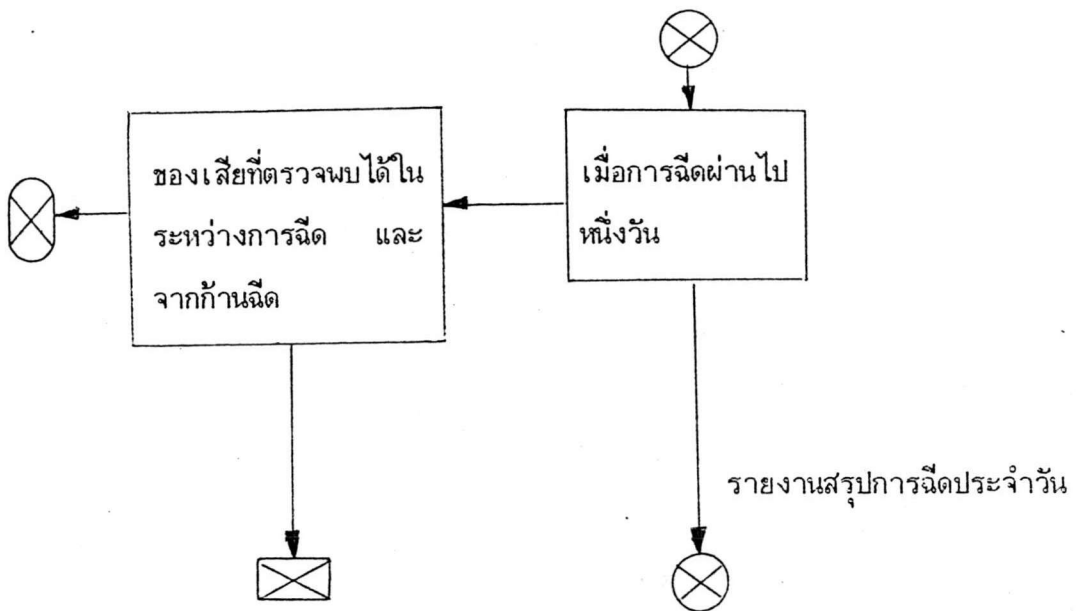 ของเสียที่ตรวจพบได้ใน
ระหว่างการฉีด และ
จากก้านฉีด
เมื่อการฉีดผ่านไป
หนึ่งวัน
รายงานสรุปการฉีดประจำวัน